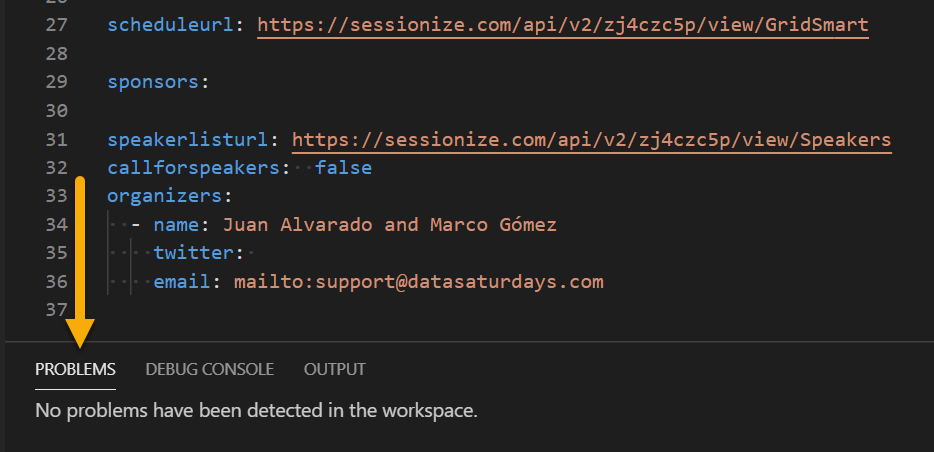 27 scheduleurl: https://sessionize.com/api/v2/zj4czc5p/view/GridSmart
28
29 sponsors:
30
31 speakerlisturl: https://sessionize.com/api/v2/zj4czc5p/view/Speakers
32 callforspeakers: false
33 organizers:
34 - name: Juan Alvarado and Marco Gómez
35 twitter:
36 email: mailto:support@datasaturdays.com
37
PROBLEMS DEBUG CONSOLE OUTPUT
No problems have been detected in the workspace.